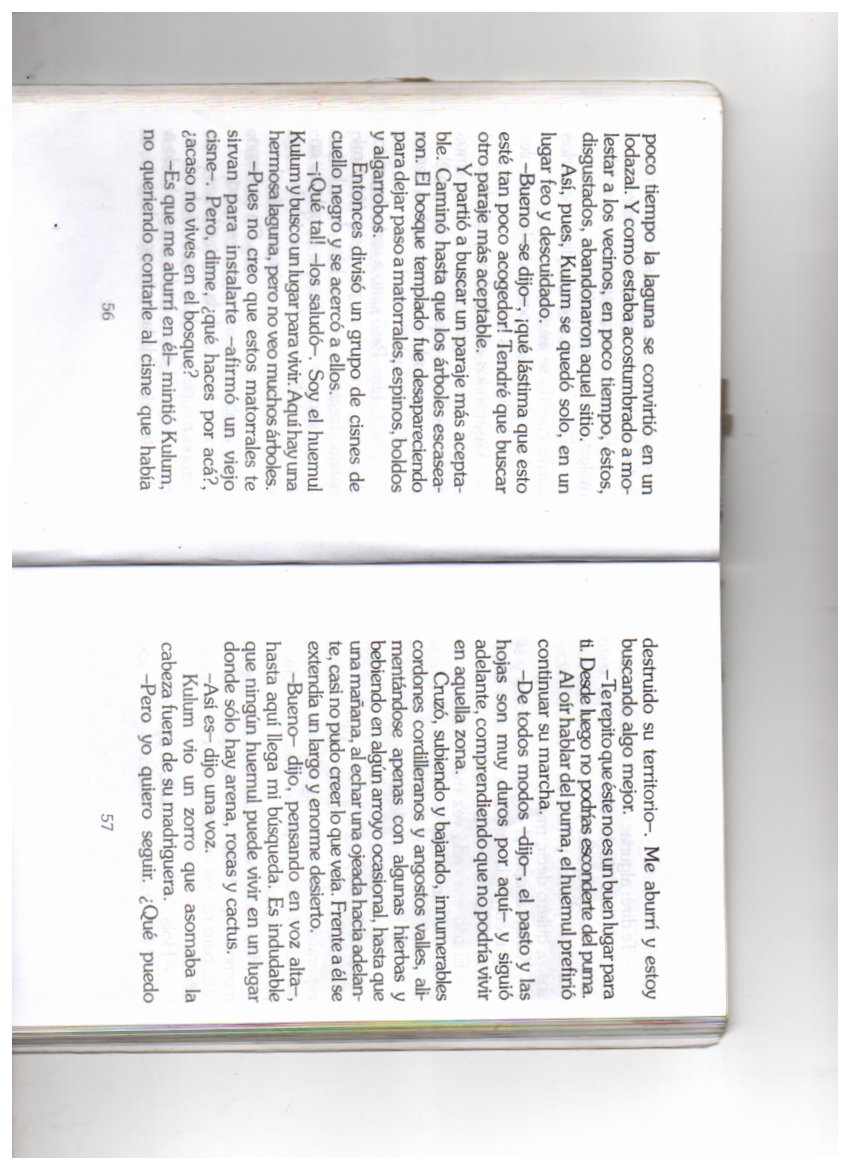 poco tiempo la laguna se convirtió en un
lodazal. Y como estaba acostumbrado a mo-
lestar a los vecinos, en poco tiempo, éstos,
disgustados, abandonaron aquel sitio.
Así, pues, Kulum se quedó solo, en un
lugar feo y descuidado.
–Bueno –se dijo–, ¡qué lástima que esto
esté tan poco acogedor! Tendré que buscar
otro paraje más aceptable.
Y partió a buscar un paraje más acepta-
ble. Caminó hasta que los árboles escasea-
ron. El bosque templado fue desapareciendo
para dejar paso a matorrales, espinos, boldos
y algarrobos.
Entonces divisó un grupo de cisnes de
cuello negro y se acercó a ellos.
–¡Qué tal! –los saludó–. Soy el huemul
Kulum y busco un lugar para vivir. Aquí hay una
hermosa laguna, pero no veo muchos árboles.
–Pues no creo que estos matorrales te
sirvan para instalarte –afirmó un viejo
cisne–. Pero, dime, ¿qué haces por acá?,
¿acaso no vives en el bosque?
–Es que me aburrí en él– mintió Kulum,
no queriendo contarle al cisne que había
56
destruido su territorio–. Me aburrí y estoy
buscando algo mejor.
–Te repito que éste no es un buen lugar para
ti. Desde luego no podrías esconderte del puma.
Al oír hablar del puma, el huemul prefirió
continuar su marcha.
–De todos modos –dijo–, el pasto y las
hojas son muy duros por aquí– y siguió
adelante, comprendiendo que no podría vivir
en aquella zona.
Cruzó, subiendo y bajando, innumerables
cordones cordilleranos y angostos valles, ali-
mentándose apenas con algunas hierbas y
bebiendo en algún arroyo ocasional, hasta que
una mañana, al echar una ojeada hacia adelan-
te, casi no pudo creer lo que veía. Frente a él se
extendía un largo y enorme desierto.
–Bueno– dijo, pensando en voz alta–,
hasta aquí llega mi búsqueda. Es indudable
que ningún huemul puede vivir en un lugar
donde sólo hay arena, rocas y cactus.
–Así es– dijo una voz.
Kulum vio un zorro que asomaba la
cabeza fuera de su madriguera.
–Pero yo quiero seguir. ¿Qué puedo
57